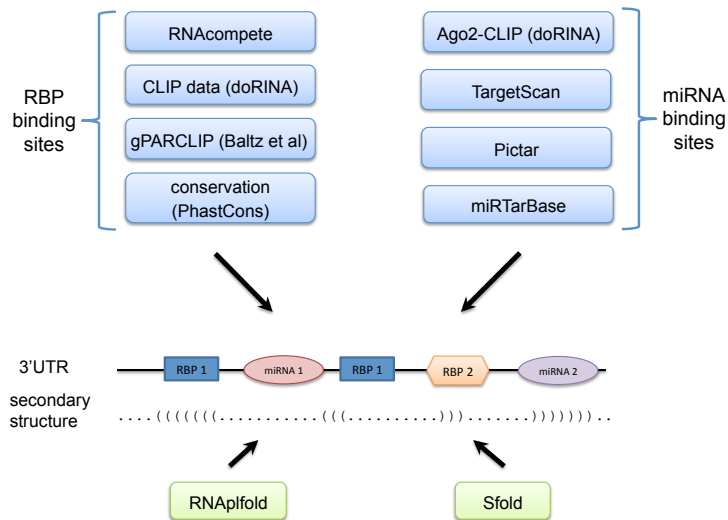 RBP
binding
sites
RNAcompete
CLIP data (doRINA)
gPARCLIP (Baltz et al)
conservation
(PhastCons)
Ago2-CLIP (doRINA)
TargetScan
Pictar
miRTarBase
miRNA
binding
sites
3'UTR
RBP 1
miRNA 1
RBP 1
RBP 2
miRNA 2
secondary
structure
.....(((((((...........(((..........)))........)))))))..
RNAplfold
Sfold